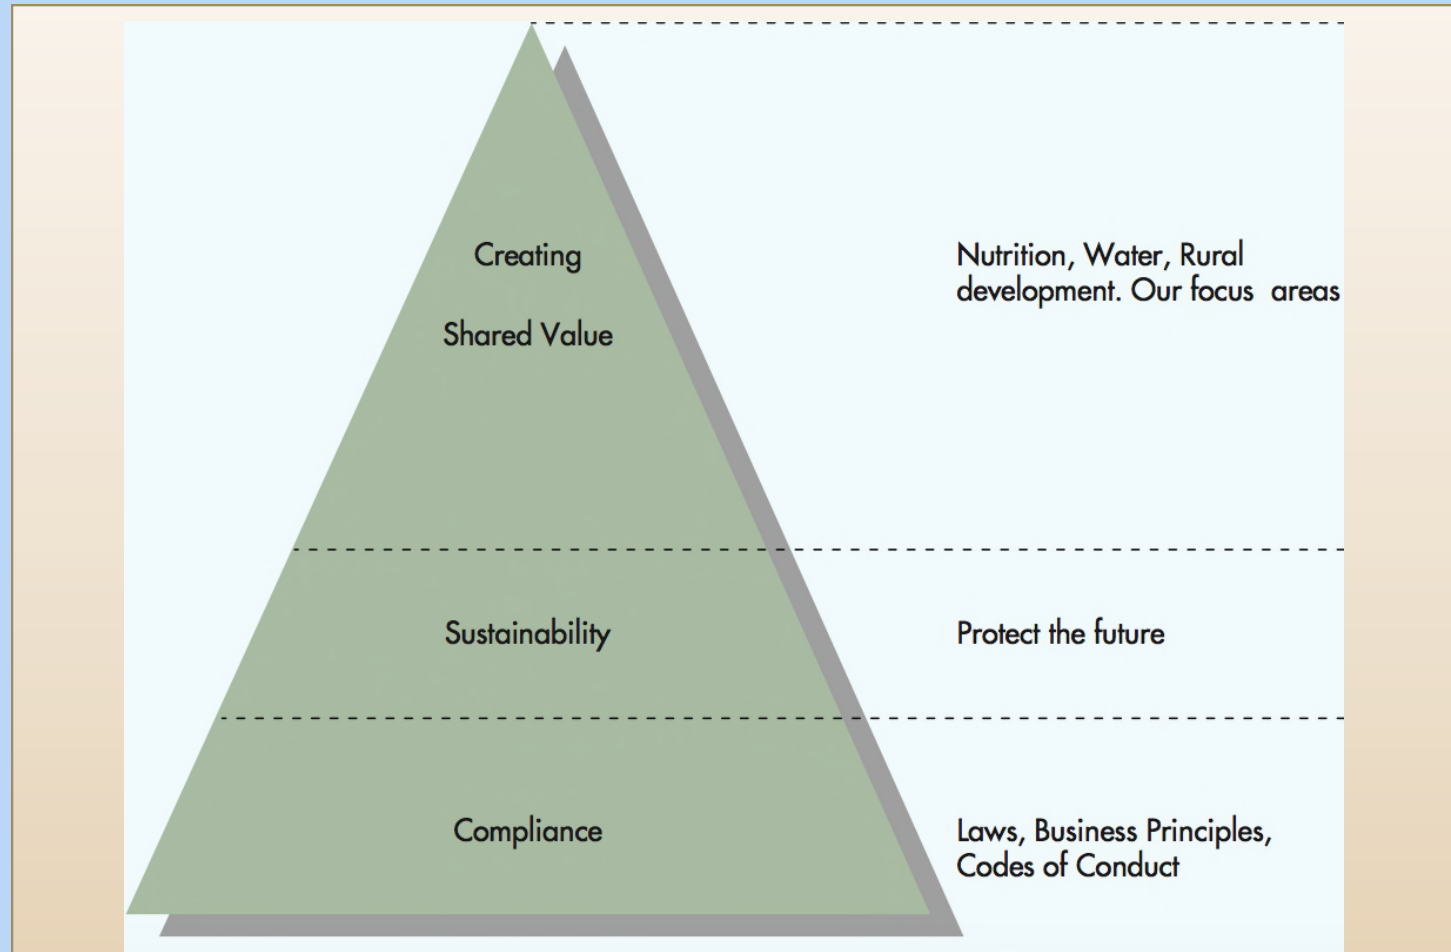 Creating
Shared Value
Nutrition, Water, Rural
development. Our focus areas
Sustainability
Protect the future
Compliance
Laws, Business Principles,
Codes of Conduct